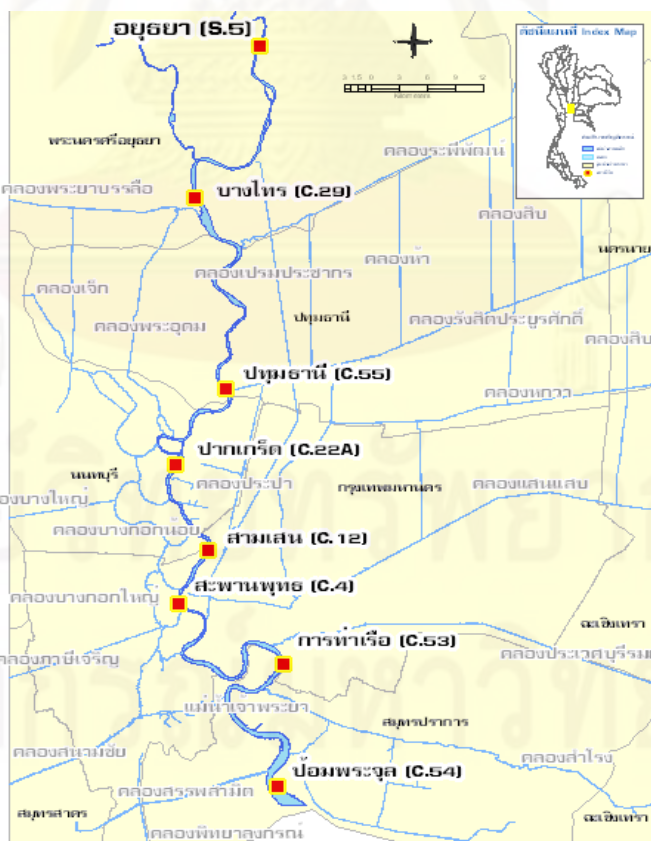 อยุธยา (S.5)
ดัชนีแผนที่ Index Map
3 1.5 0 3 6 9 12
พระนครศรีอยุธยา
คลองระพีพัฒน์
คลองพระยาบรรลือ
บางไทร (C.29)
คลองสิบ
นครนาย
คลองเปรมประชากร
คลองห้า
คลองเจ็ก
คลองพระอุดม
ปทุมธานี
คลองรังสิตประยูรศักดิ์
คลองสิบ
ปทุมธานี (C.55)
คลองหกวา
ปากเกร็ด (C.22A)
นนทบุรี
คลองประปา
กรุงเทพมหานคร
คลองแสนแสบ
องบางใหญ่
คลองบางกอกน้อย
สามเสน (C.12)
สะพานพุทธ (C.4)
คลองบางกอกใหญ่
ฉะเชิงเทรา
การท่าเรือ (C.53)
คลองภาษีเจริญ
คลองประเวศบุรีรมย
แม่น้ำเจ้าพระยา
สมุทรปราการ
คลองสนามชัย
คลองสำโรง
ป้อมพระจุล (C.54)
คลองสรรพสามิต
สมุทรสาคร
ฉะเชิงเทรา
คลองพิทยาลงกรณ์